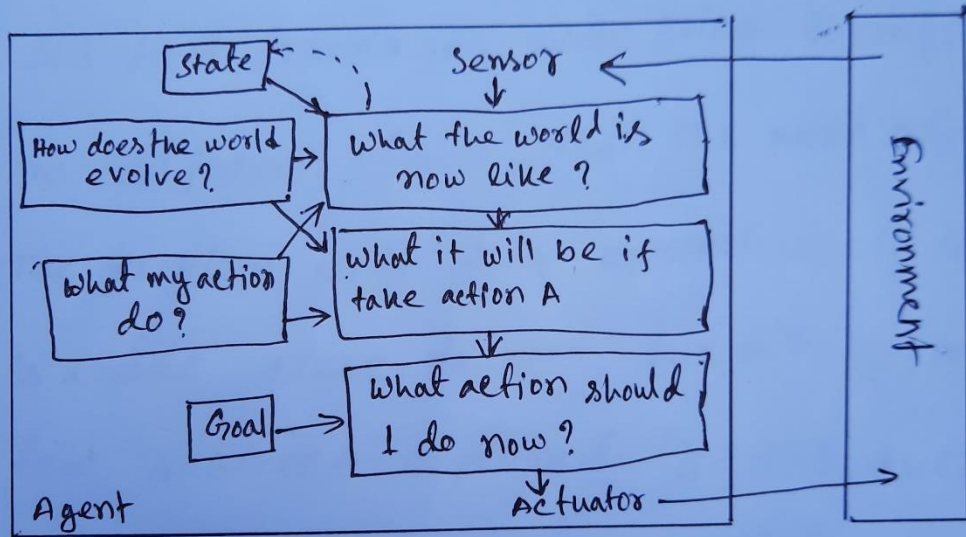 State
Sensor
How does the world
evolve?
What the world is
now like?
What my action
do?
What it will be if
take action A
Goal
What action should
I do now?
Agent
Actuator
Environment